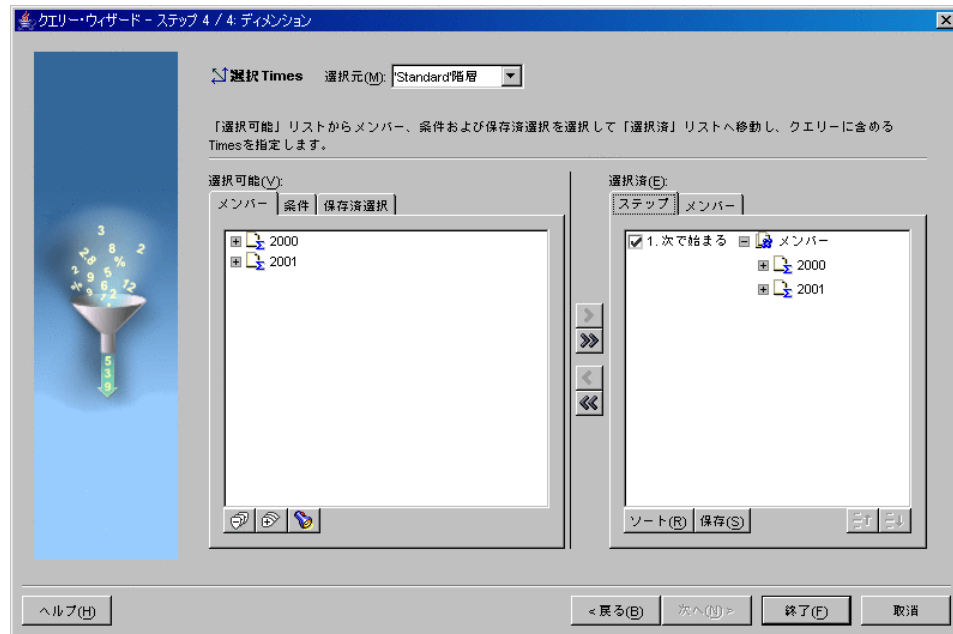 クエリー・ウィザード - ステップ 4 / 4: ディメンション
選択 Times 選択元(M): 'Standard'階層
「選択可能」リストからメンバー、条件および保存済選択を選択して「選択済」リストへ移動し、クエリーに含める
Timesを指定します。
選択可能(V):
メンバー 条件 保存済選択
2000
2001
選択済(E):
ステップ メンバー
1. 次で始まる メンバー
2000
2001
ソート(R) 保存(S)
ヘルプ(H) < 戻る(B) 次へ(N) > 終了(F) 取消
3
8
2
2.8
%
2
9
5
6
12
9
7
2
5
3
9